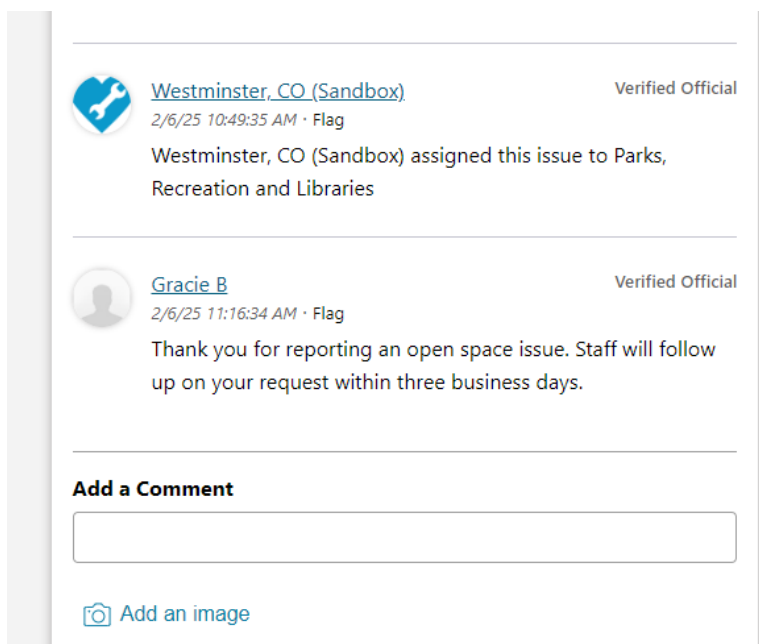 Westminster, CO (Sandbox)
Verified Official
2/6/25 10:49:35 AM · Flag
Westminster, CO (Sandbox) assigned this issue to Parks,
Recreation and Libraries
Gracie B
Verified Official
2/6/25 11:16:34 AM · Flag
Thank you for reporting an open space issue. Staff will follow
up on your request within three business days.
Add a Comment
Add an image